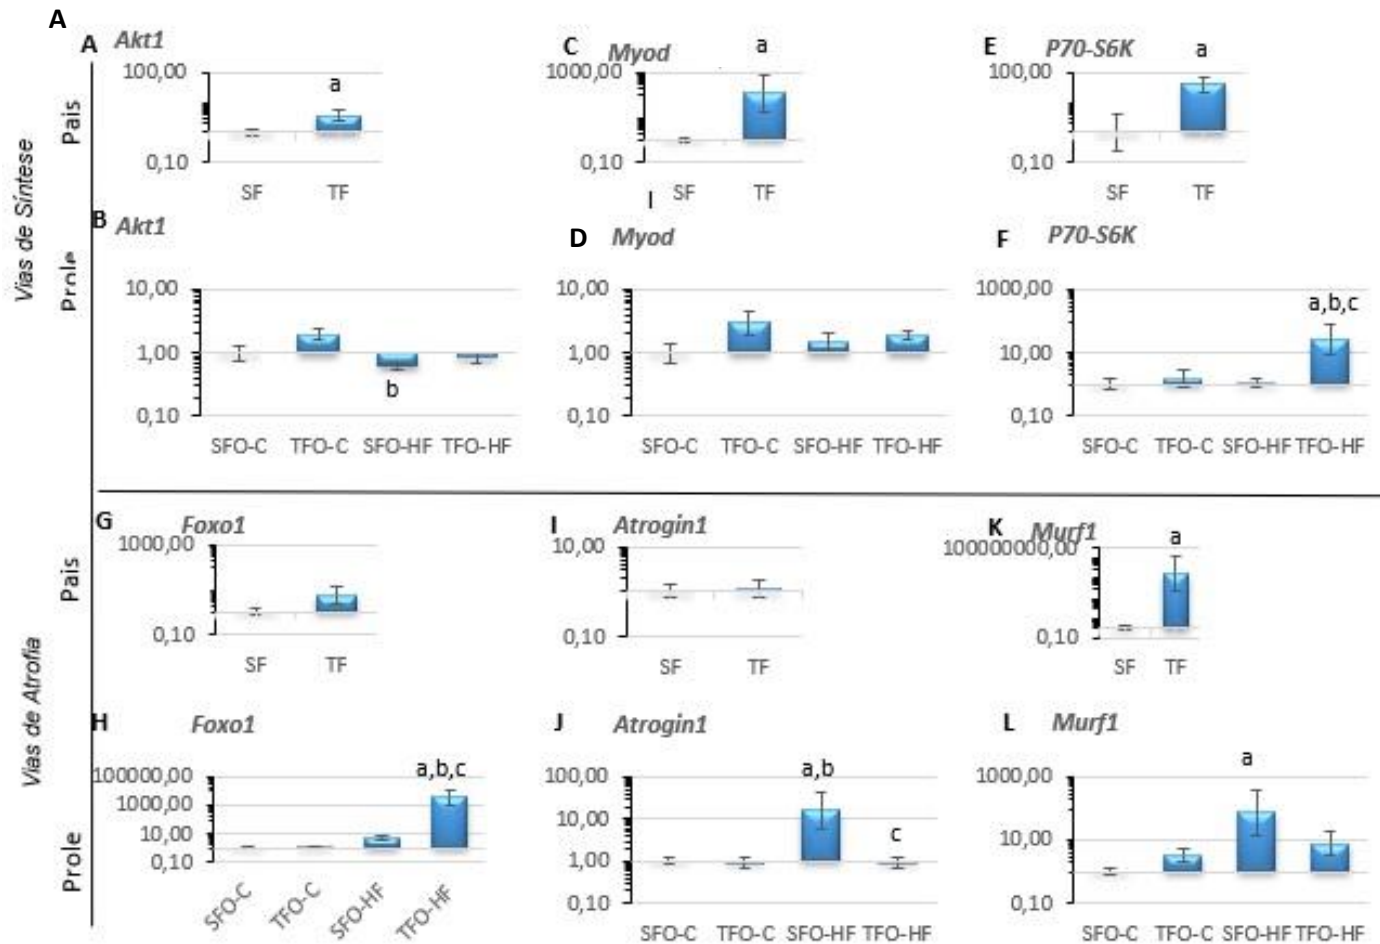 A
A Akt1
a
100,00
0,10
SF TF
C Myod
a
1000,00
0,10
SF TF
E P70-S6K
a
100,00
0,10
SF TF
Pais
Vias de Síntese
B Akt1
10,00
1,00
0,10
b
SFO-C TFO-C SFO-HF TFO-HF
I
D Myod
10,00
1,00
0,10
SFO-C TFO-C SFO-HF TFO-HF
F P70-S6K
1000,00
10,00
0,10
a,b,c
SFO-C TFO-C SFO-HF TFO-HF
Prole
G Foxo1
1000,00
0,10
SF TF
I Atrogin1
10,00
0,10
SF TF
K Murf1
a
100000000,00
0,10
SF TF
Pais
Vias de Atrofia
H Foxo1
100000,00
1000,00
10,00
0,10
a,b,c
SFO-C TFO-C SFO-HF TFO-HF
J Atrogin1
100,00
10,00
1,00
0,10
a,b
c
SFO-C TFO-C SFO-HF TFO-HF
L Murf1
a
1000,00
10,00
0,10
SFO-C TFO-C SFO-HF TFO-HF
Prole